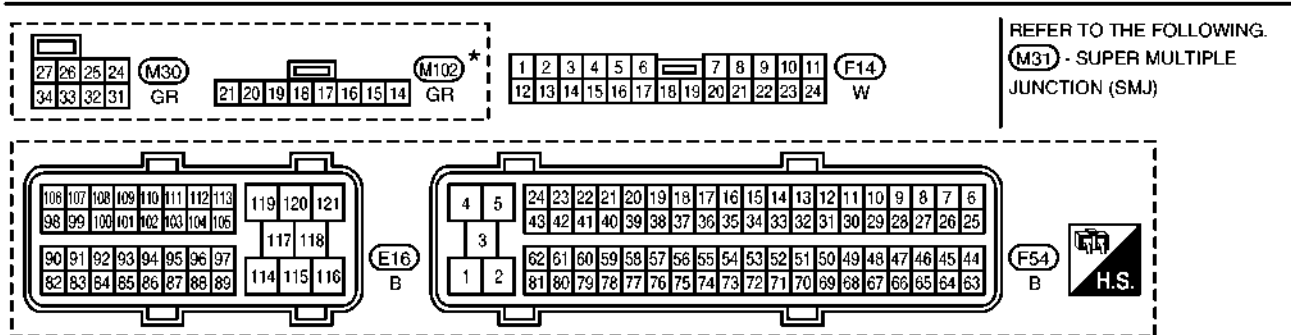 27 26 25 24 M30
34 33 32 31 GR
M102 *
21 20 19 18 17 16 15 14 GR
1 2 3 4 5 6 7 8 9 10 11 F14
12 13 14 15 16 17 18 19 20 21 22 23 24 W
REFER TO THE FOLLOWING.
M31 - SUPER MULTIPLE
JUNCTION (SMJ)
106 107 108 109 110 111 112 113
98 99 100 101 102 103 104 105
90 91 92 93 94 95 96 97
82 83 84 85 86 87 88 89
119 120 121
117 118
114 115 116
E16
B
4 5
3
1 2
24 23 22 21 20 19 18 17 16 15 14 13 12 11 10 9 8 7 6
43 42 41 40 39 38 37 36 35 34 33 32 31 30 29 28 27 26 25
62 61 60 59 58 57 56 55 54 53 52 51 50 49 48 47 46 45 44
81 80 79 78 77 76 75 74 73 72 71 70 69 68 67 66 65 64 63
F54
B
H.S.